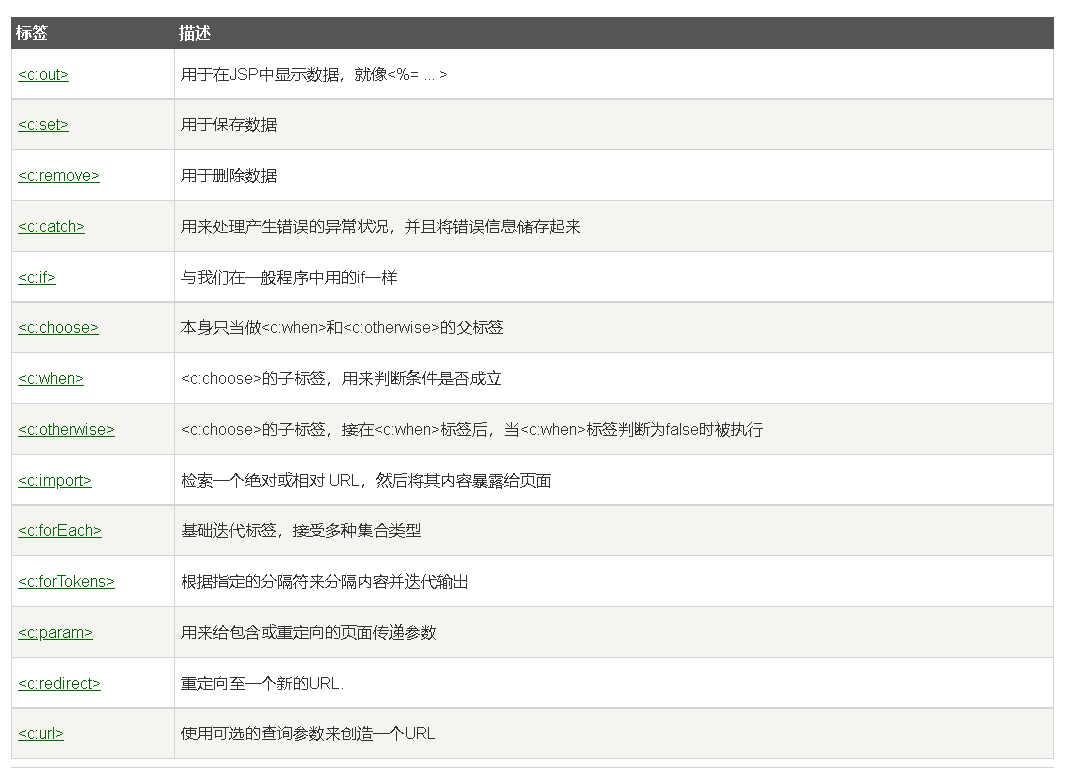 标签 描述
<c:out> 用于在JSP中显示数据，就像<%= ... >
<c:set> 用于保存数据
<c:remove> 用于删除数据
<c:catch> 用来处理产生错误的异常状况，并且将错误信息储存起来
<c:if> 与我们在一般程序中用的if一样
<c:choose> 本身只当做<c:when>和<c:otherwise>的父标签
<c:when> <c:choose>的子标签，用来判断条件是否成立
<c:otherwise> <c:choose>的子标签，接在<c:when>标签后，当<c:when>标签判断为false时被执行
<c:import> 检索一个绝对或相对 URL，然后将其内容暴露给页面
<c:forEach> 基础迭代标签，接受多种集合类型
<c:forTokens> 根据指定的分隔符来分隔内容并迭代输出
<c:param> 用来给包含或重定向的页面传递参数
<c:redirect> 重定向至一个新的URL.
<c:url> 使用可选的查询参数来创造一个URL